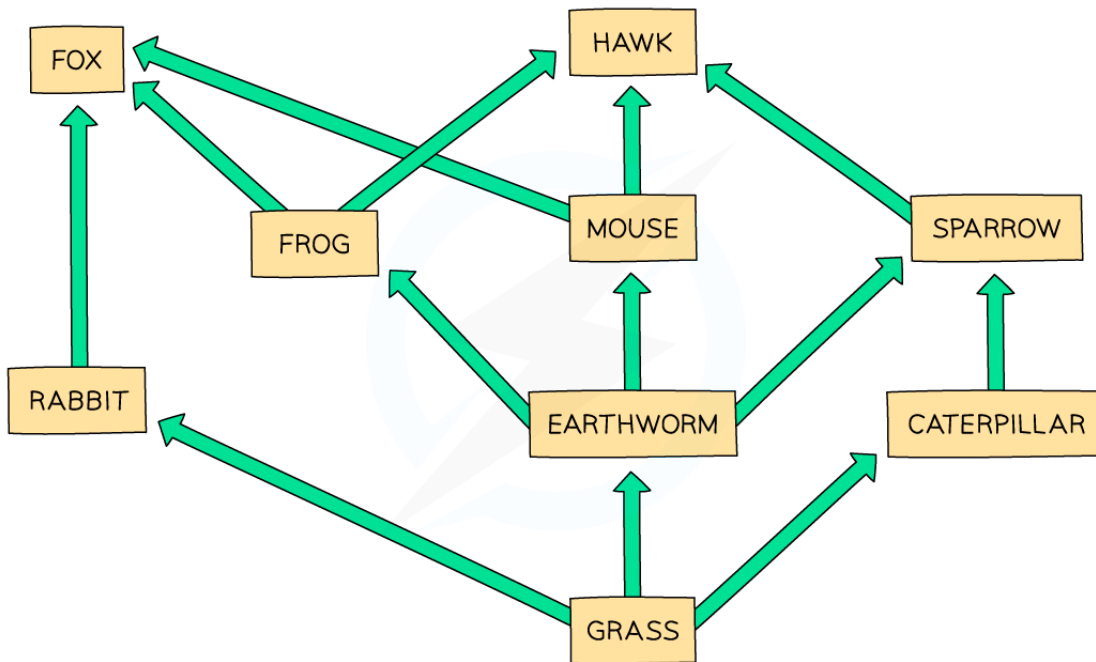 FOX
HAWK
FROG
MOUSE
SPARROW
RABBIT
EARTHWORM
CATERPILLAR
GRASS